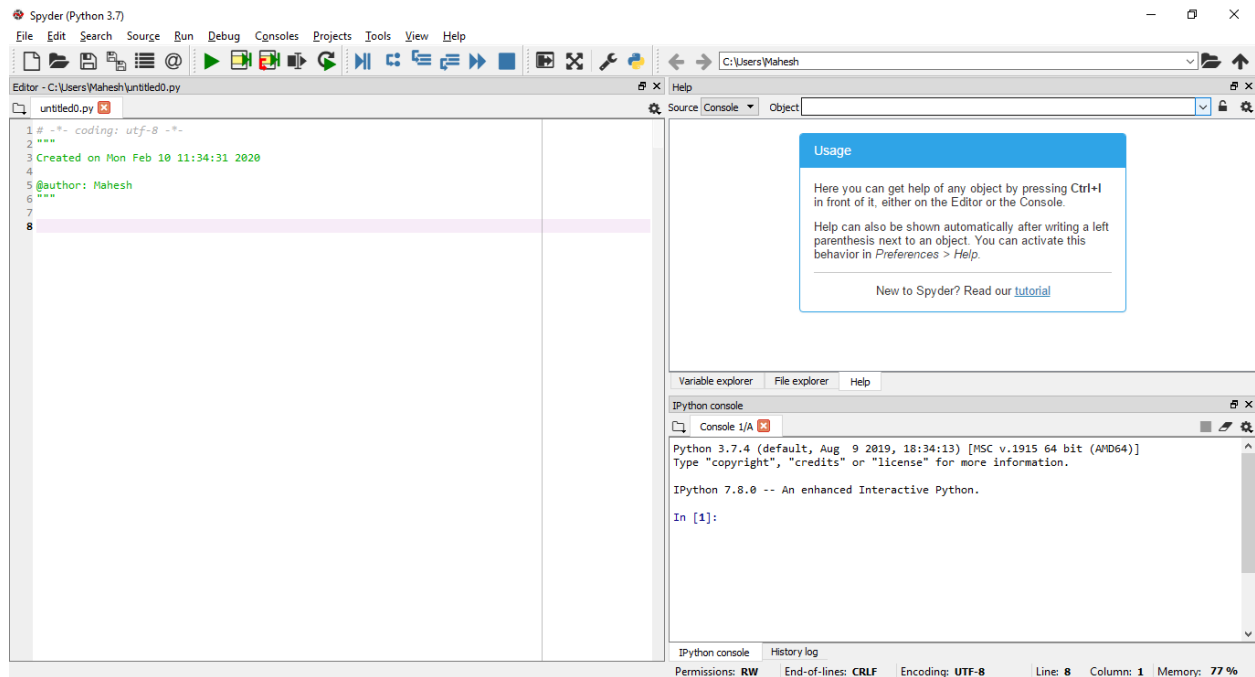 Spyder (Python 3.7)
File Edit Search Source Run Debug Consoles Projects Tools View Help
C:\Users\Mahesh
Editor - C:\Users\Mahesh\untitled0.py
untitled0.py
1 # -*- coding: utf-8 -*-
2 """
3 Created on Mon Feb 10 11:34:31 2020
4
5 @author: Mahesh
6 """
7
8
Help
Source Console Object
Usage
Here you can get help of any object by pressing Ctrl+I
in front of it, either on the Editor or the Console.
Help can also be shown automatically after writing a left
parenthesis next to an object. You can activate this
behavior in Preferences > Help.
New to Spyder? Read our tutorial
Variable explorer File explorer Help
IPython console
Console 1/A
Python 3.7.4 (default, Aug  9 2019, 18:34:13) [MSC v.1915 64 bit (AMD64)]
Type "copyright", "credits" or "license" for more information.
IPython 7.8.0 -- An enhanced Interactive Python.
In [1]:
IPython console History log
Permissions: RW End-of-lines: CRLF Encoding: UTF-8 Line: 8 Column: 1 Memory: 77 %